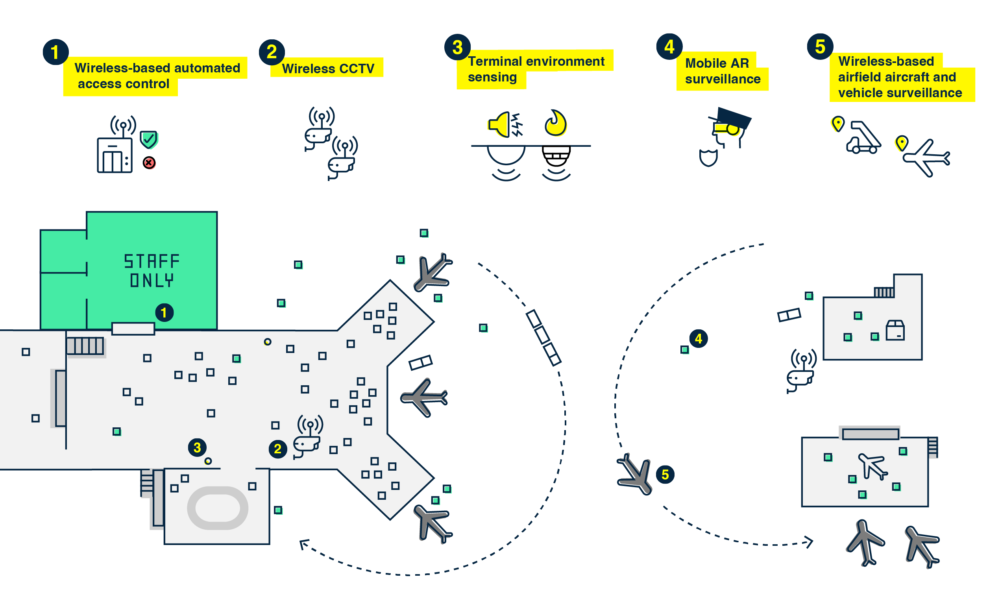 1
Wireless-based automated
access control
2
Wireless CCTV
3
Terminal environment
sensing
4
Mobile AR
surveillance
5
Wireless-based
airfield aircraft and
vehicle surveillance
STAFF
ONLY
1
4
3
2
5